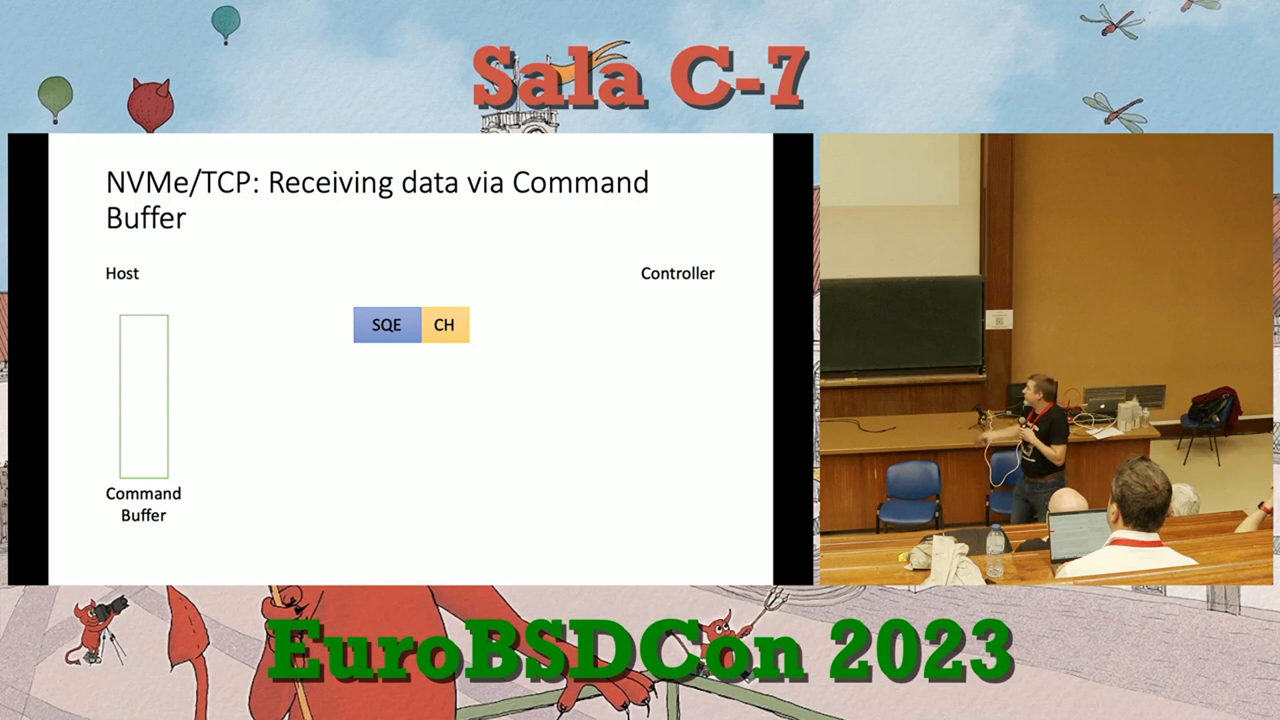 Sala C-7
NVMe/TCP: Receiving data via Command
Buffer
Host
Controller
SQE
CH
Command
Buffer
EuroBSDCon 2023